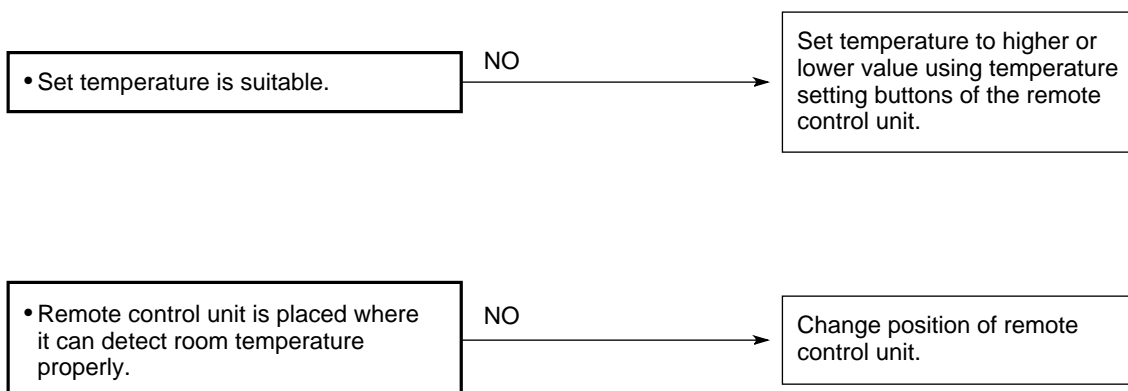 • Set temperature is suitable.
NO
Set temperature to higher or
lower value using temperature
setting buttons of the remote
control unit.
• Remote control unit is placed where
it can detect room temperature
properly.
NO
Change position of remote
control unit.